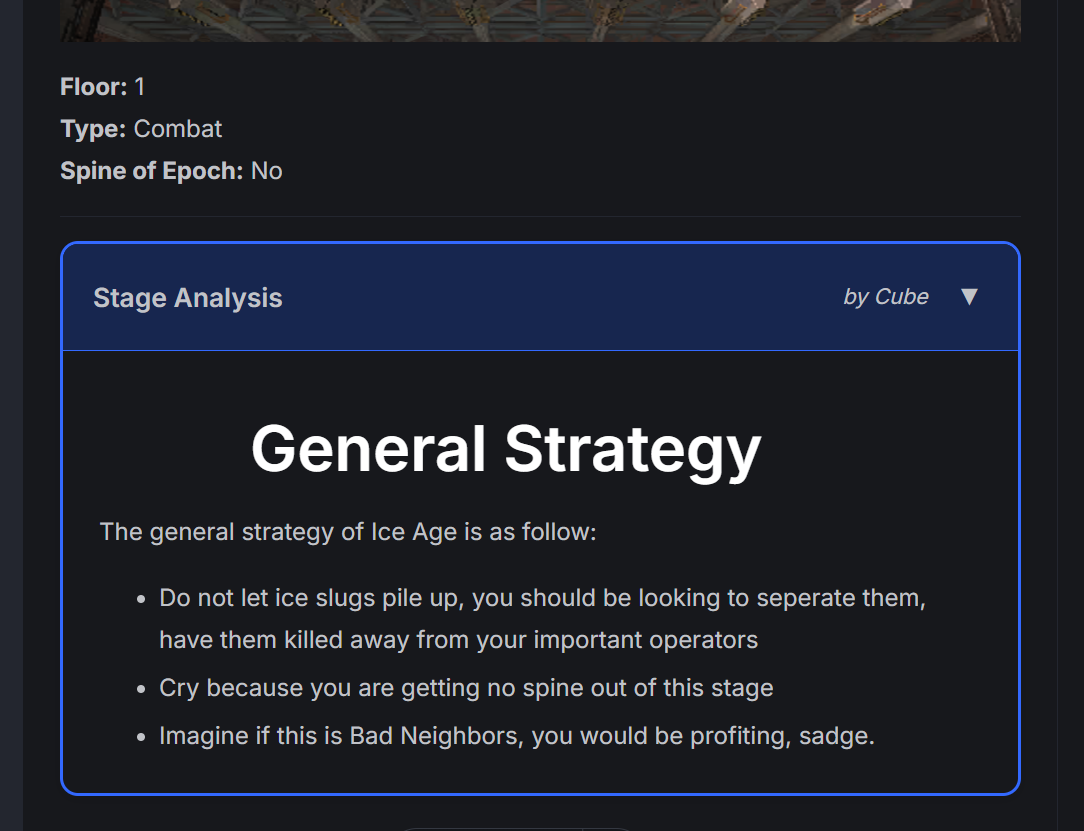 Floor: 1
Type: Combat
Spine of Epoch: No
Stage Analysis
by Cube ▼
General Strategy
The general strategy of Ice Age is as follow:
• Do not let ice slugs pile up, you should be looking to seperate them,
have them killed away from your important operators
• Cry because you are getting no spine out of this stage
• Imagine if this is Bad Neighbors, you would be profiting, sadge.